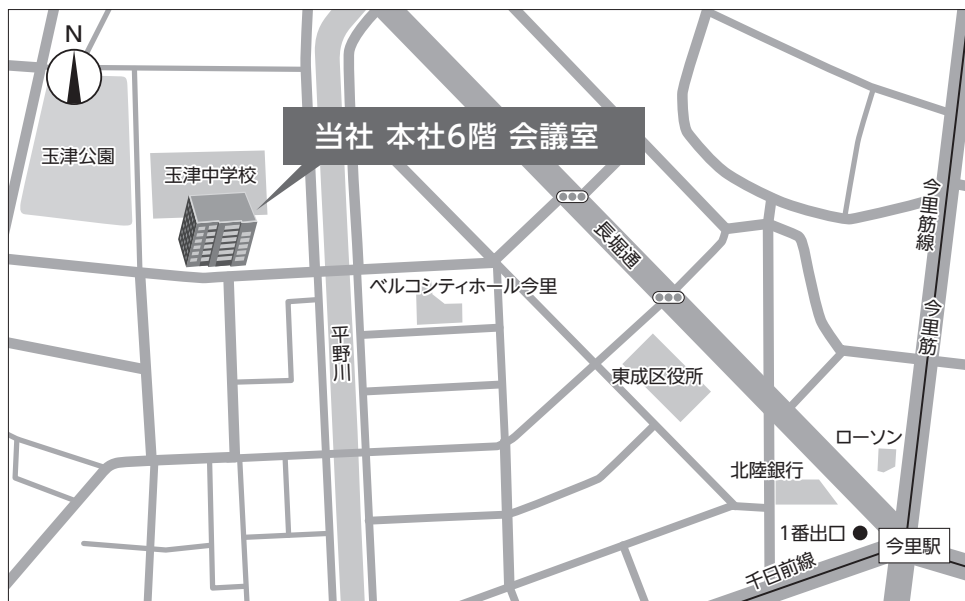 N
当社 本社6階 会議室
玉津公園
玉津中学校
今里筋線
長堀通
ベルコシティホール今里
今里筋
平野川
東成区役所
ローソン
北陸銀行
1番出口
今里駅
千日前線